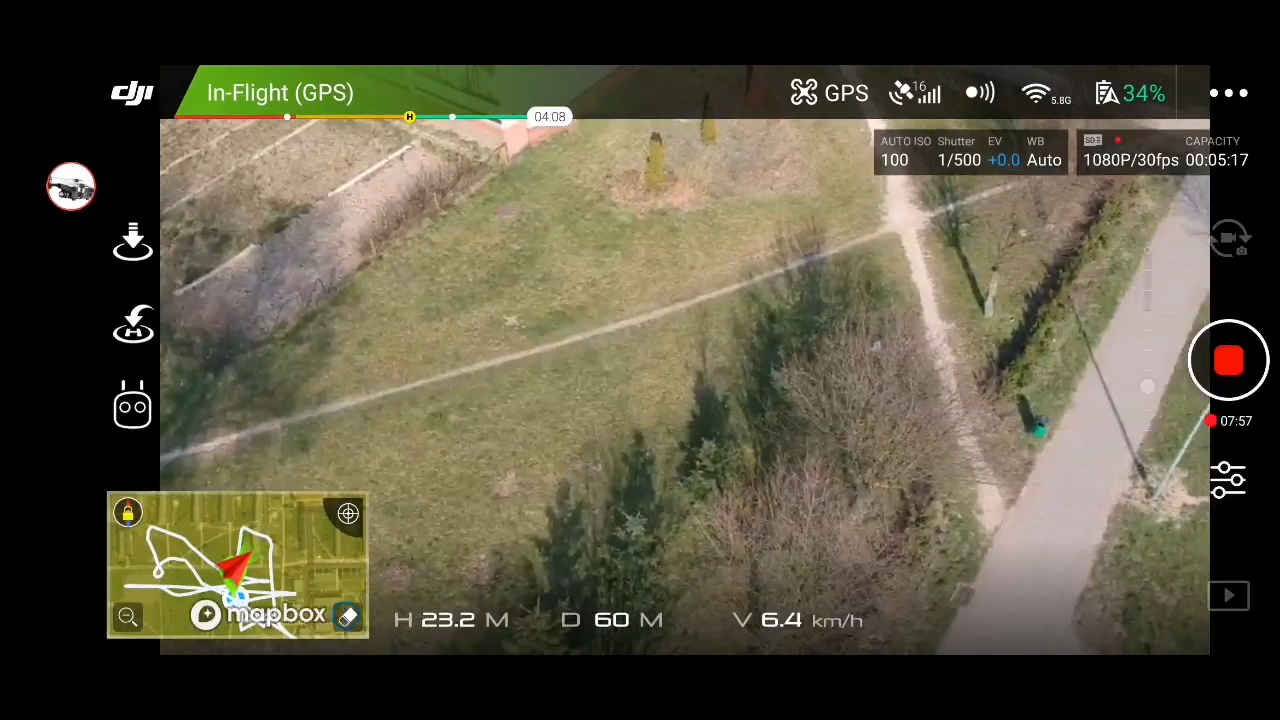 dji In-Flight (GPS) GPS 16 5.8G 34%
H 04:08
AUTO ISO Shutter EV WB CAPACITY
100 1/500 +0.0 Auto 1080P/30fps 00:05:17
H
07:57
mapbox
H 23.2 M D 60 M V 6.4 km/h